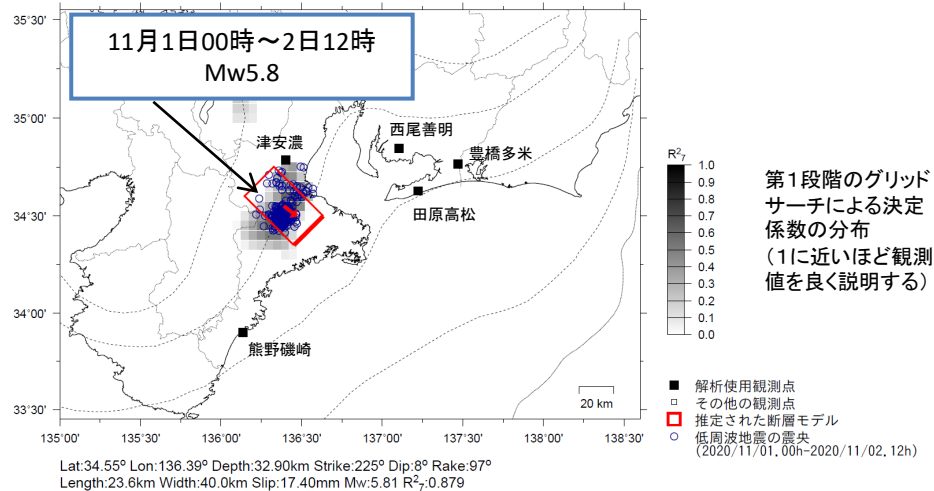 11月1日00時~2日12時
Mw5.8
35°30'
35°00'
34°30'
34°00'
33°30'
津安濃
西尾善明
豊橋多米
田原高松
熊野磯崎
20 km
135°00'
135°30'
136°00'
136°30'
137°00'
137°30'
138°00'
138°30'
R²₇
1.0
0.9
0.8
0.7
0.6
0.5
0.4
0.3
0.2
0.1
0.0
第1段階のグリッド
サーチによる決定
係数の分布
(1に近いほど観測
値を良く説明する)
解析使用観測点
その他の観測点
推定された断層モデル
低周波地震の震央
(2020/11/01, 00h-2020/11/02, 12h)
Lat:34.55° Lon:136.39° Depth:32.90km Strike:225° Dip:8° Rake:97°
Length:23.6km Width:40.0km Slip:17.40mm Mw:5.81 R²₇:0.879